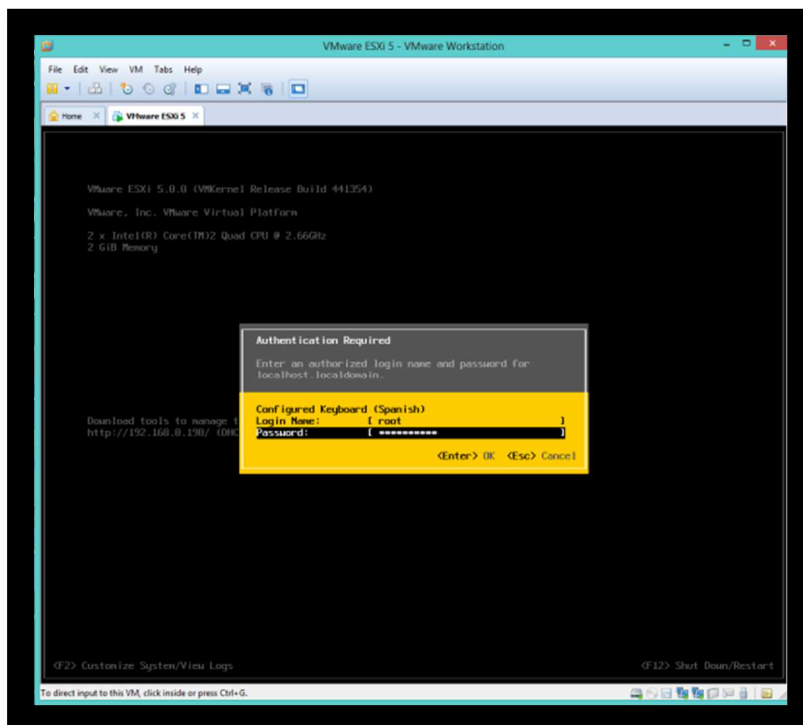 VMware ESXi 5 - VMware Workstation
File Edit View VM Tabs Help
Home
VMware ESXi 5
VMware ESXi 5.0.0 (VMKernel Release Build 441354)
VMware, Inc. VMware Virtual Platform
2 x Intel(R) Core(TM)2 Quad CPU @ 2.66GHz
2 GiB Memory
Authentication Required
Enter an authorized login name and password for
localhost.localdomain.
Configured Keyboard (Spanish)
Login Name: [ root ]
Password: [ ********** ]
<Enter> OK <Esc> Cancel
Download tools to manage t
http://192.168.0.198/ (DHC
<F2> Customize System/View Logs
<F12> Shut Down/Restart
To direct input to this VM, click inside or press Ctrl+G.